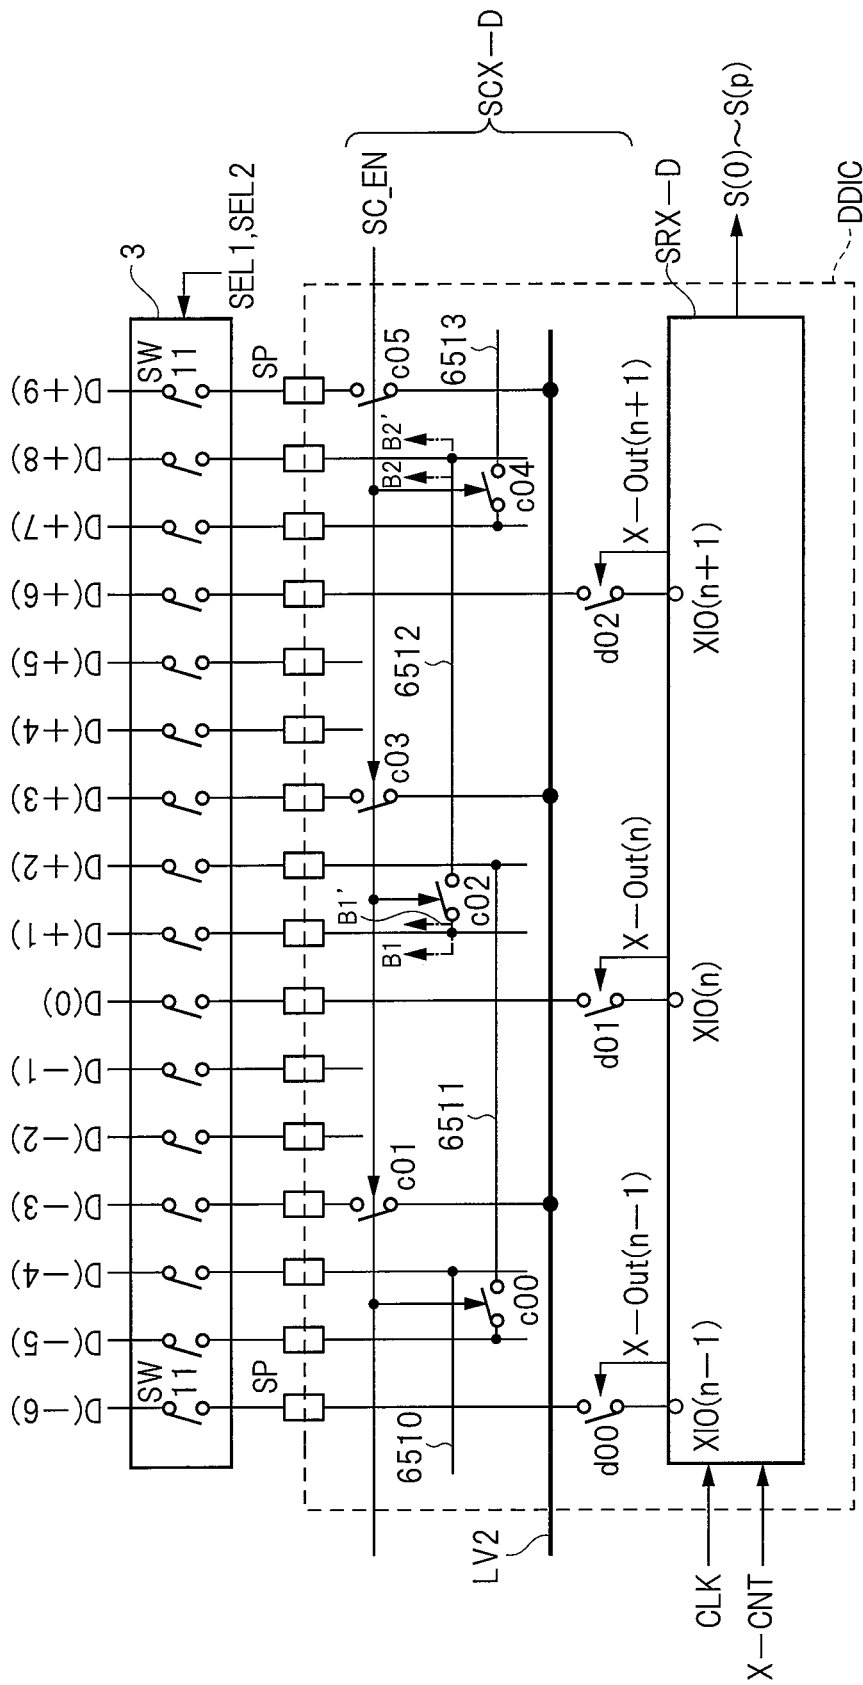 D(−6)
D(−5)
D(−4)
D(−3)
D(−2)
D(−1)
D(0)
D(+1)
D(+2)
D(+3)
D(+4)
D(+5)
D(+6)
D(+7)
D(+8)
D(+9)
3
SW
11
SW
11
SEL1,SEL2
SP
SP
SC_EN
SCX−D
c01
c03
c05
B1
B1'
B2
B2'
6510
6511
6512
6513
c00
c02
c04
LV2
d00
d01
d02
X−Out(n−1)
X−Out(n)
X−Out(n+1)
SRX−D
XIO(n−1)
XIO(n)
XIO(n+1)
CLK
X−CNT
S(0)~S(p)
DDIC